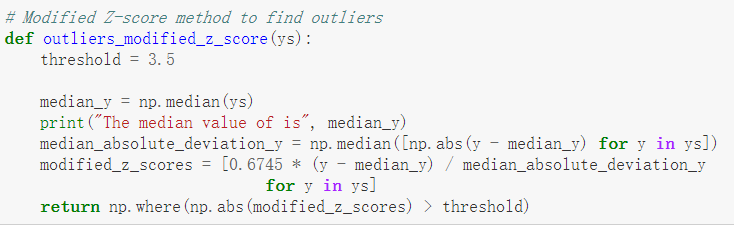 # Modified Z-score method to find outliers
def outliers_modified_z_score(ys):
    threshold = 3.5

    median_y = np.median(ys)
    print("The median value of is", median_y)
    median_absolute_deviation_y = np.median([np.abs(y - median_y) for y in ys])
    modified_z_scores = [0.6745 * (y - median_y) / median_absolute_deviation_y
                         for y in ys]
    return np.where(np.abs(modified_z_scores) > threshold)